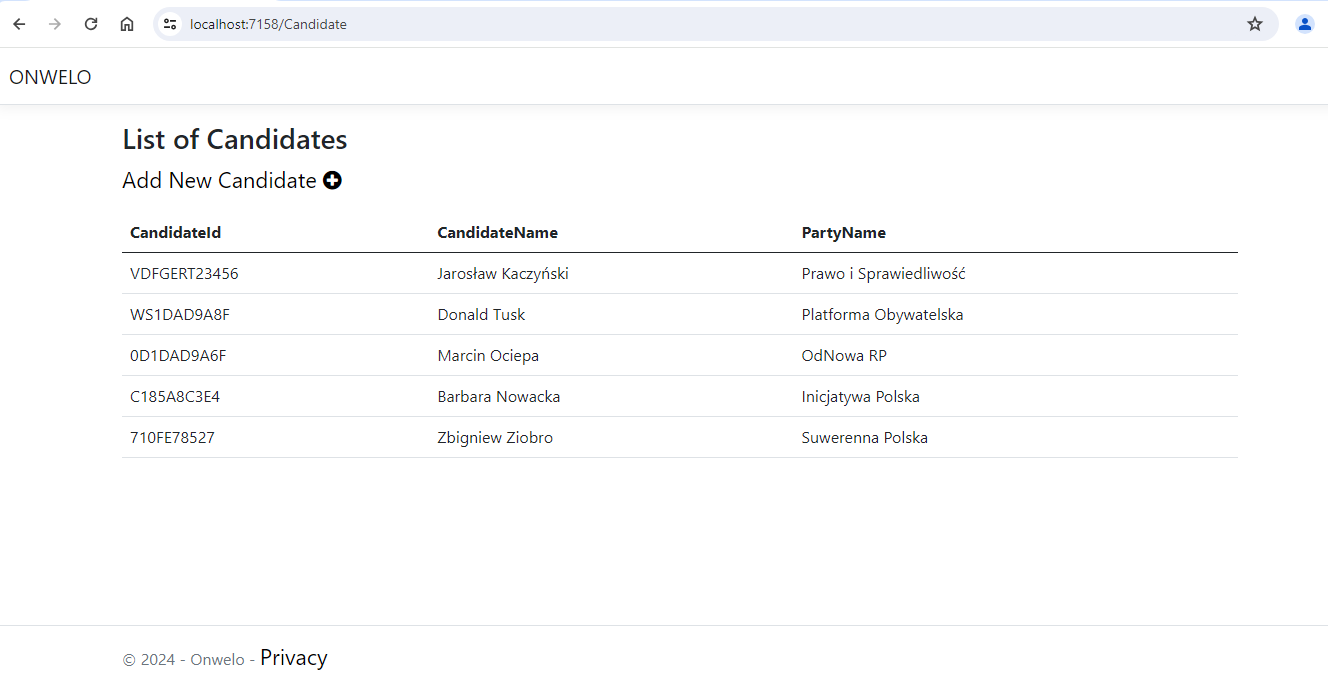 localhost:7158/Candidate
ONWELO
List of Candidates
Add New Candidate
CandidateId CandidateName PartyName
VDFGERT23456 Jarosław Kaczyński Prawo i Sprawiedliwość
WS1DAD9A8F Donald Tusk Platforma Obywatelska
0D1DAD9A6F Marcin Ociepa OdNowa RP
C185A8C3E4 Barbara Nowacka Inicjatywa Polska
710FE78527 Zbigniew Ziobro Suwerenna Polska
© 2024 - Onwelo - Privacy